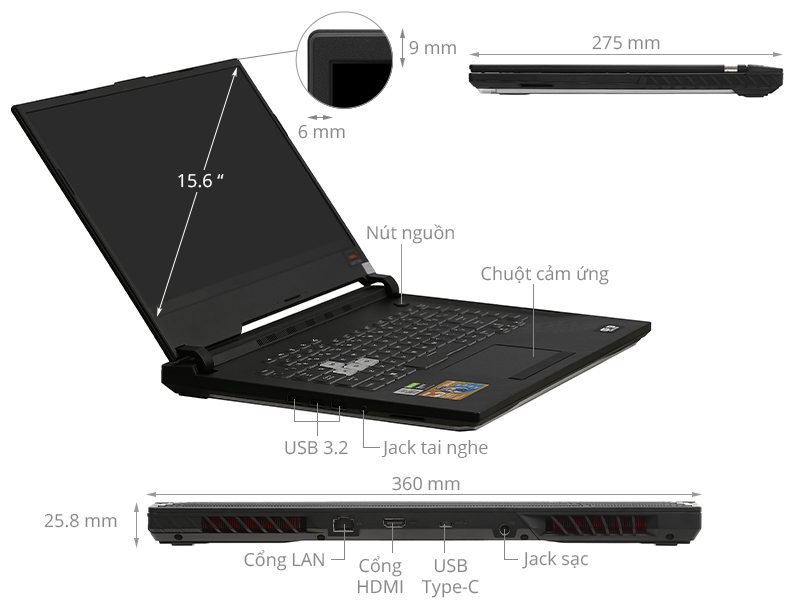 9 mm
275 mm
6 mm
15.6 “
Nút nguồn
Chuột cảm ứng
USB 3.2
Jack tai nghe
360 mm
25.8 mm
Cổng LAN
Cổng
HDMI
USB
Type-C
Jack sạc